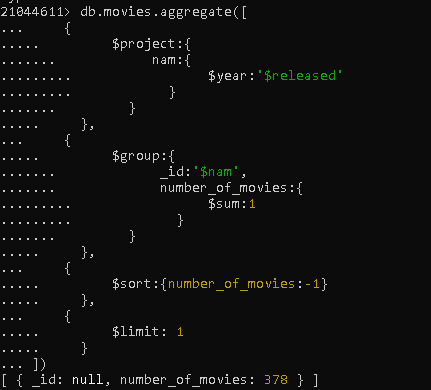 21044611> db.movies.aggregate([
...     {
.....         $project:{
.........          nam:{
.........                 $year:"$released"
.........            }
.......       }
.....   },
...     {
.....         $group:{
.......             _id:"$nam",
.......             number_of_movies:{
.........                 $sum:1
.........             }
.......       }
.....   },
...     {
.....         $sort:{number_of_movies:-1}
.....   },
...     {
.....         $limit: 1
.....   }
... ])
[ { _id: null, number_of_movies: 378 } ]